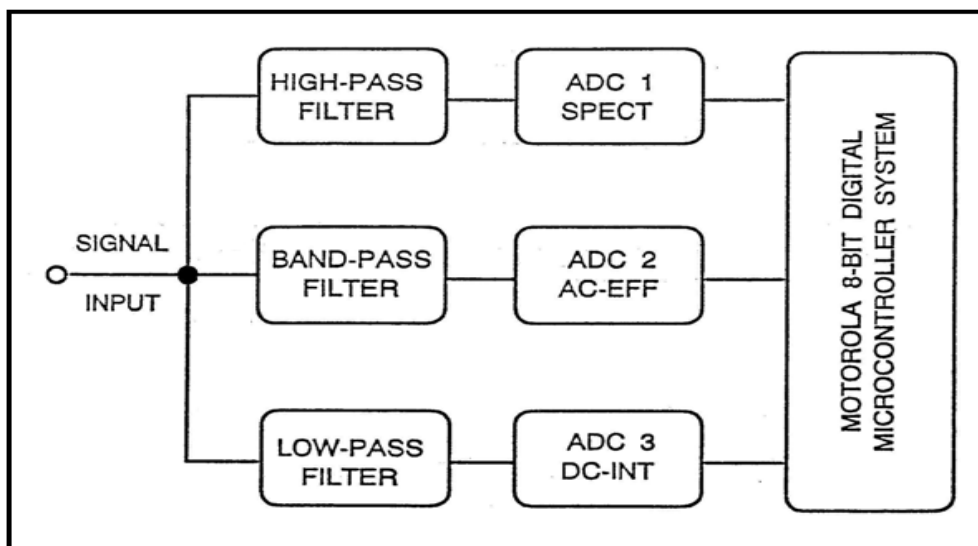 HIGH-PASS
FILTER
ADC 1
SPECT
SIGNAL
INPUT
BAND-PASS
FILTER
ADC 2
AC-EFF
LOW-PASS
FILTER
ADC 3
DC-INT
MOTOROLA 8-BIT DIGITAL
MICROCONTROLLER SYSTEM